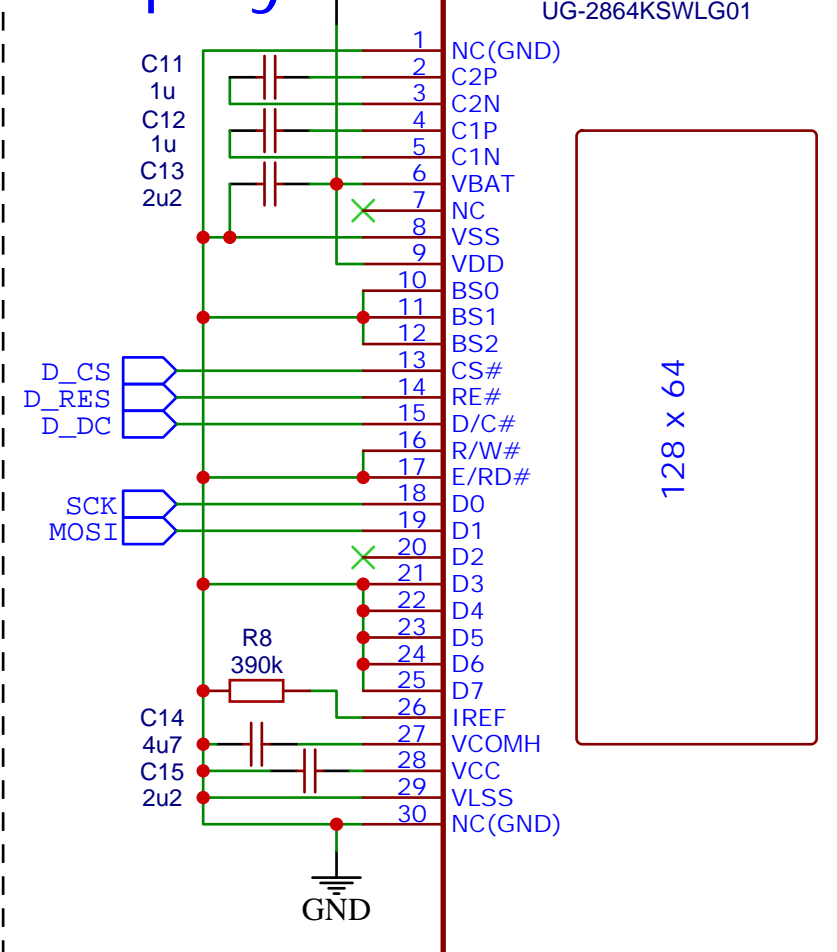 UG-2864KSWLG01
1 NC(GND)
C11
1u
2 C2P
3 C2N
C12
1u
4 C1P
5 C1N
C13
2u2
6 VBAT
7 NC
8 VSS
9 VDD
10 BS0
11 BS1
12 BS2
D_CS 13 CS#
D_RES 14 RE#
D_DC 15 D/C#
16 R/W#
17 E/RD#
SCK 18 D0
MOSI 19 D1
20 D2
21 D3
22 D4
23 D5
24 D6
25 D7
R8
390k
26 IREF
C14
4u7
27 VCOMH
C15
2u2
28 VCC
29 VLSS
30 NC(GND)
GND
128 x 64